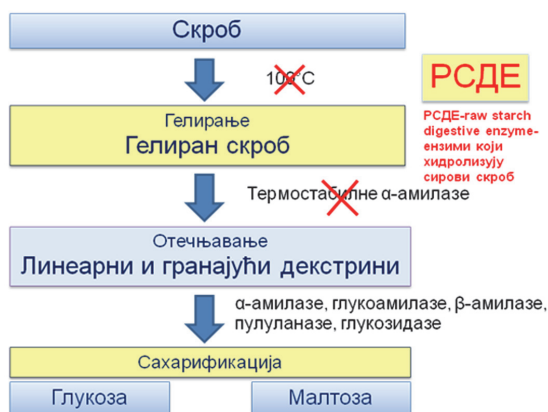 Скроб
100°C
РСДЕ
РСДЕ-raw starch
digestive enzyme-
ензими који
хидролизују
сирови скроб
Гелирање
Гелиран скроб
Термостабилне α-амилазе
Отечњавање
Линеарни и гранајући декстрини
α-амилазе, глукоамилазе, β-амилазе,
пулуланазе, глукозидазе
Сахарификација
Глукоза
Малтоза